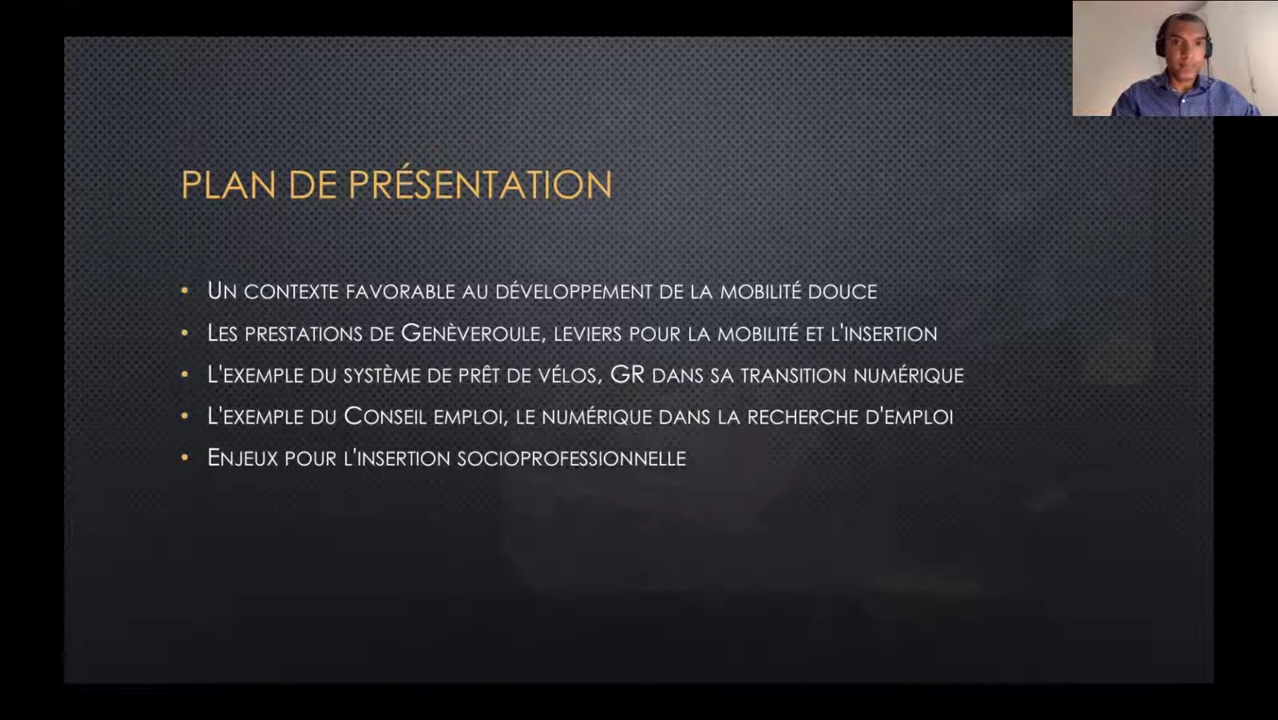 PLAN DE PRÉSENTATION
• UN CONTEXTE FAVORABLE AU DÉVELOPPEMENT DE LA MOBILITÉ DOUCE
• LES PRESTATIONS DE GENÈVEROULE, LEVIERS POUR LA MOBILITÉ ET L'INSERTION
• L'EXEMPLE DU SYSTÈME DE PRÊT DE VÉLOS, GR DANS SA TRANSITION NUMÉRIQUE
• L'EXEMPLE DU CONSEIL EMPLOI, LE NUMÉRIQUE DANS LA RECHERCHE D'EMPLOI
• ENJEUX POUR L'INSERTION SOCIOPROFESSIONNELLE